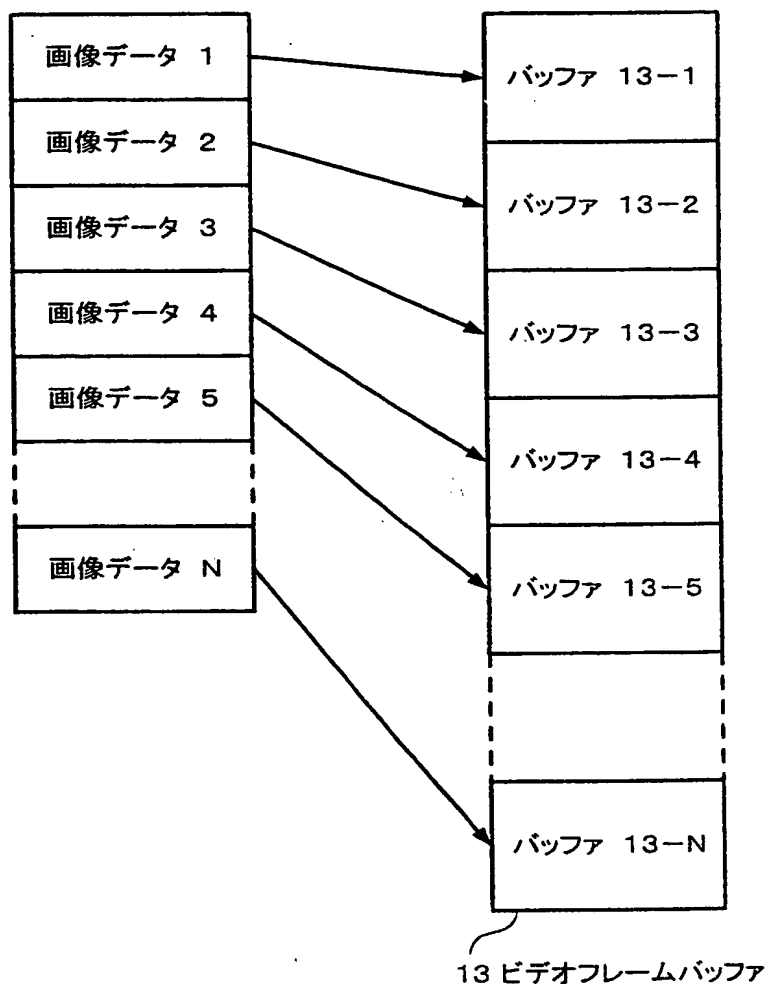 画像データ 1
画像データ 2
画像データ 3
画像データ 4
画像データ 5
画像データ N
バッファ 13-1
バッファ 13-2
バッファ 13-3
バッファ 13-4
バッファ 13-5
バッファ 13-N
13 ビデオフレームバッファ